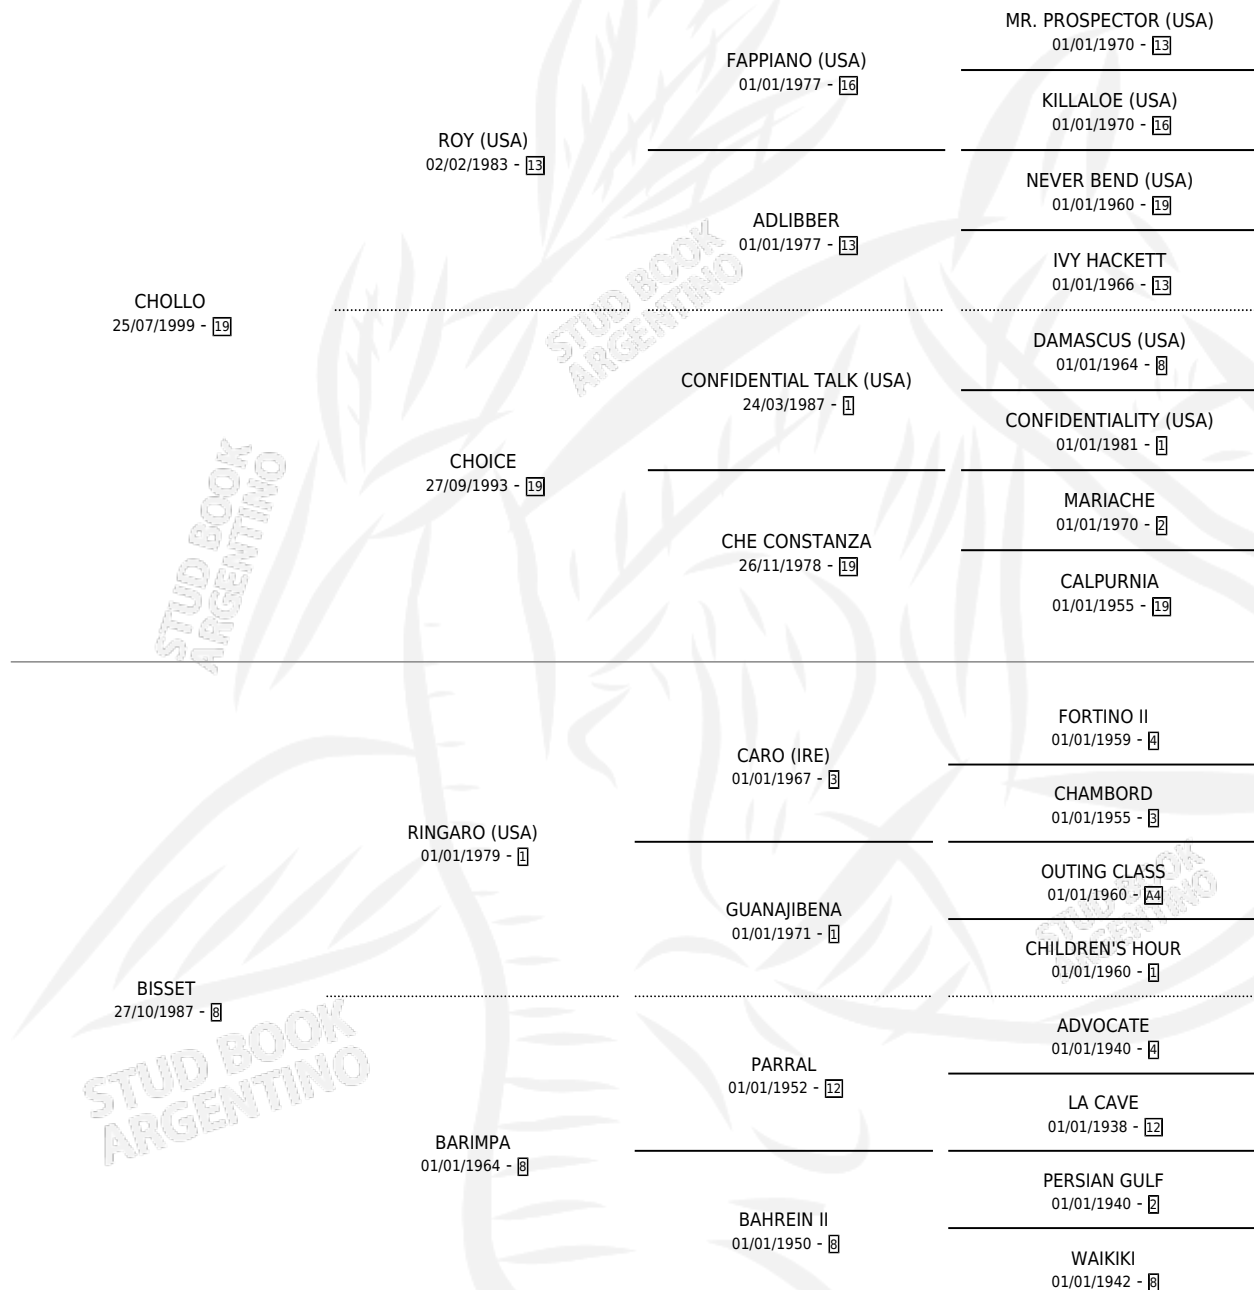 MR. PROSPECTOR (USA)
01/01/1970 - 13
FAPPIANO (USA)
01/01/1977 - 16
KILLALOE (USA)
01/01/1970 - 16
ROY (USA)
02/02/1983 - 13
NEVER BEND (USA)
01/01/1960 - 19
ADLIBBER
01/01/1977 - 13
IVY HACKETT
01/01/1966 - 13
CHOLLO
25/07/1999 - 19
STUD BOOK
ARGENTINO
DAMASCUS (USA)
01/01/1964 - 8
CONFIDENTIAL TALK (USA)
24/03/1987 - 1
CONFIDENTIALITY (USA)
01/01/1981 - 1
CHOICE
27/09/1993 - 19
MARIACHE
01/01/1970 - 2
CHE CONSTANZA
26/11/1978 - 19
CALPURNIA
01/01/1955 - 19
STUD BOOK
ARGENTINO
FORTINO II
01/01/1959 - 4
CARO (IRE)
01/01/1967 - 3
CHAMBORD
01/01/1955 - 3
RINGARO (USA)
01/01/1979 - 1
OUTING CLASS
01/01/1960 - A4
GUANAJIBENA
01/01/1971 - 1
CHILDREN'S HOUR
01/01/1960 - 1
STUD BOOK
ARGENTINO
BISSET
27/10/1987 - 8
ADVOCATE
01/01/1940 - 4
PARRAL
01/01/1952 - 12
LA CAVE
01/01/1938 - 12
STUD BOOK
ARGENTINO
BARIMPA
01/01/1964 - 8
PERSIAN GULF
01/01/1940 - 2
BAHREIN II
01/01/1950 - 8
WAIKIKI
01/01/1942 - 8